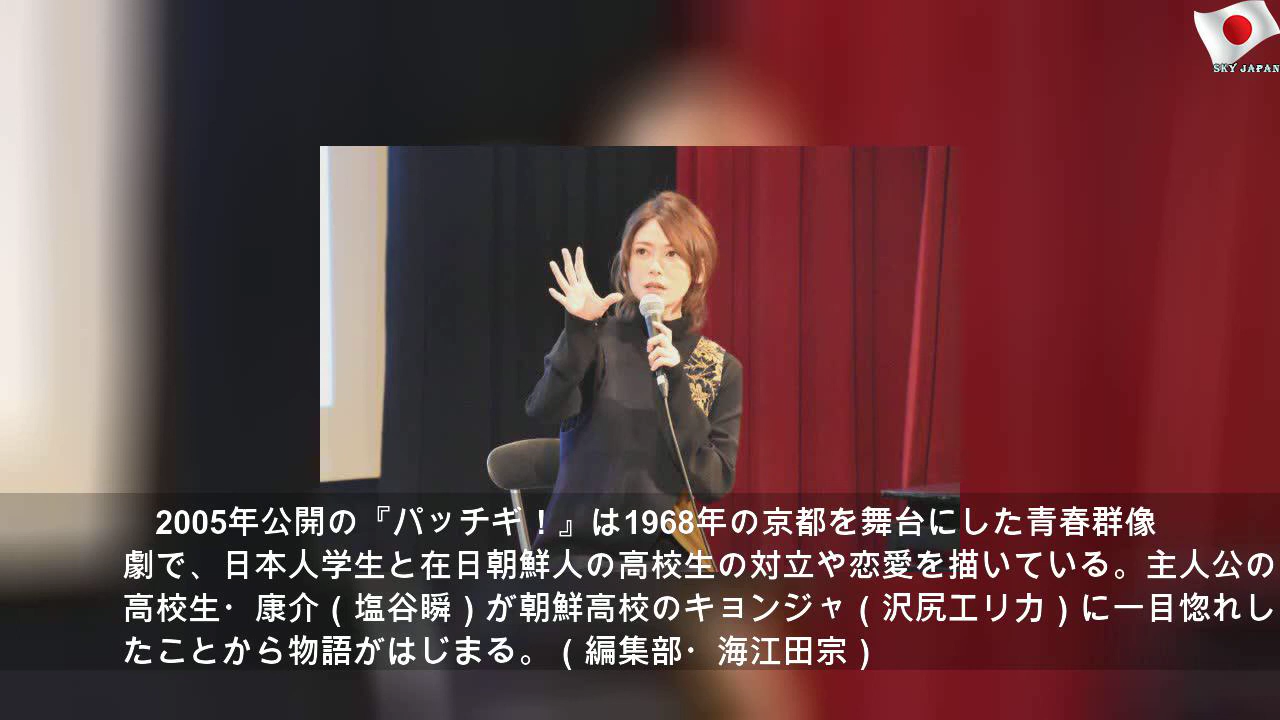 SKY JAPAN
2005年公開の『パッチギ！』は1968年の京都を舞台にした青春群像
劇で、日本人学生と在日朝鮮人の高校生の対立や恋愛を描いている。主人公の
高校生・康介（塩谷瞬）が朝鮮高校のキョンジャ（沢尻エリカ）に一目惚れし
たことから物語がはじまる。（編集部・海江田宗）